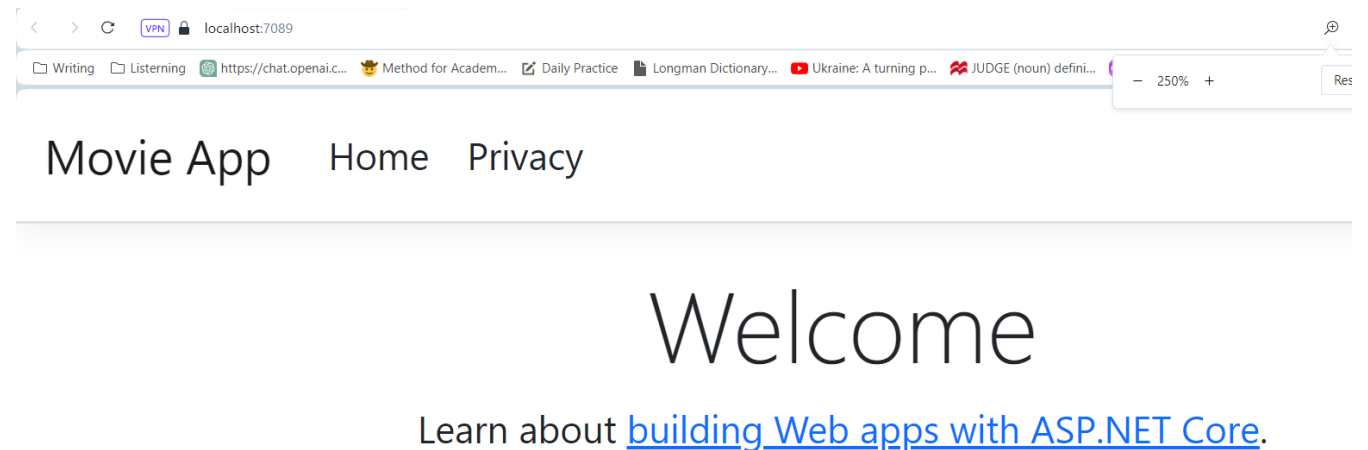 VPN localhost:7089
Writing Listerning https://chat.openai.c... Method for Academ... Daily Practice Longman Dictionary... Ukraine: A turning p... JUDGE (noun) defini...
− 250% + Res
Movie App Home Privacy
Welcome
Learn about building Web apps with ASP.NET Core.